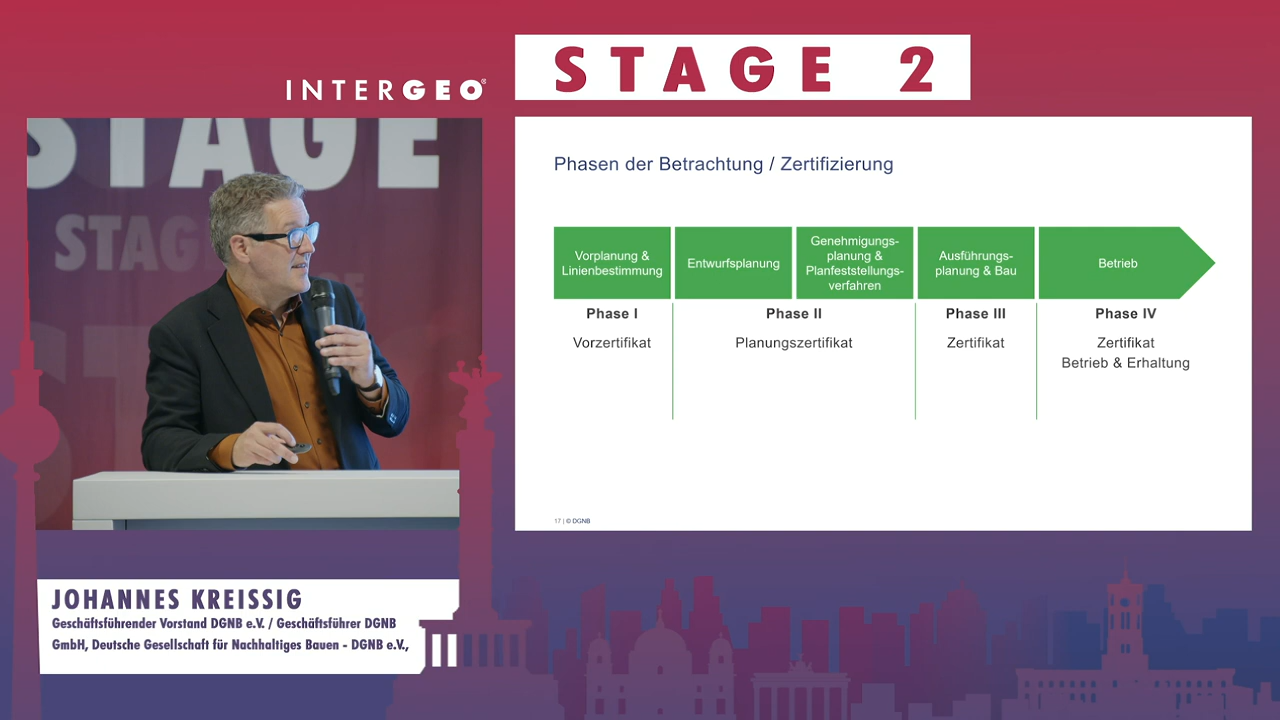 STAGE 2
INTERGEO®
STAGE
STAG
Phasen der Betrachtung / Zertifizierung
Vorplanung &
Linienbestimmung
Entwurfsplanung
Genehmigungs-
planung &
Planfeststellungs-
verfahren
Ausführungs-
planung & Bau
Betrieb
Phase I
Vorzertifikat
Phase II
Planungszertifikat
Phase III
Zertifikat
Phase IV
Zertifikat
Betrieb & Erhaltung
17 | © DGNB
JOHANNES KREISSIG
Geschäftsführender Vorstand DGNB e.V. / Geschäftsführer DGNB
GmbH, Deutsche Gesellschaft für Nachhaltiges Bauen - DGNB e.V.,